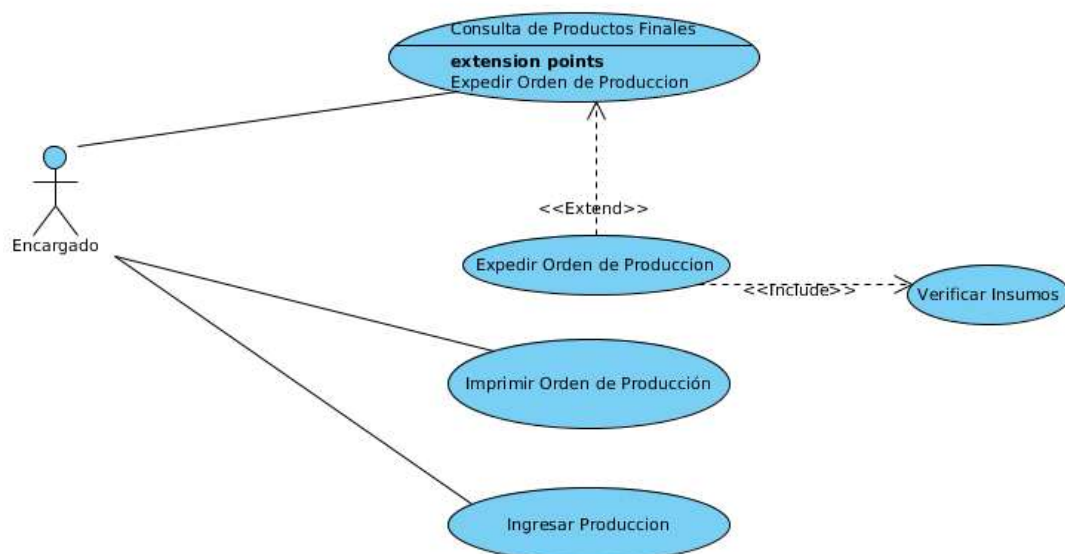 Consulta de Productos Finales
extension points
Expedir Orden de Produccion
Encargado
<<Extend>>
Expedir Orden de Produccion
<<Include>>
Verificar Insumos
Imprimir Orden de Producción
Ingresar Produccion